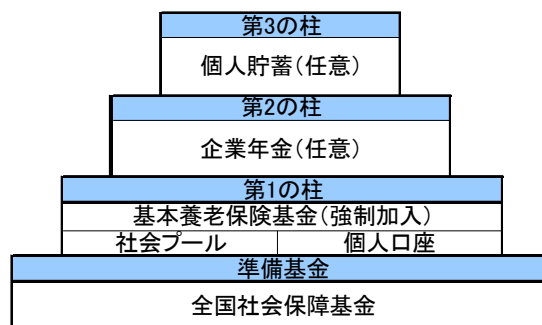 第3の柱
個人貯蓄(任意)
第2の柱
企業年金(任意)
第1の柱
基本養老保険基金(強制加入)
社会プール 個人口座
準備基金
全国社会保障基金